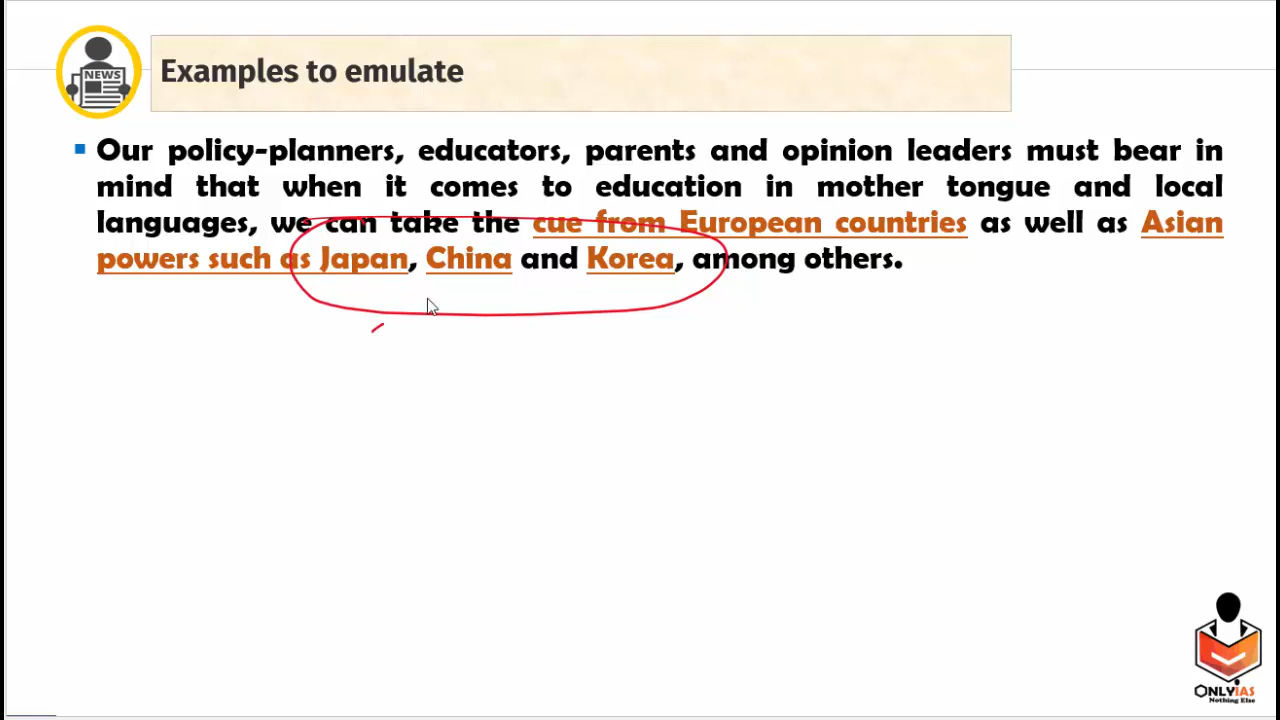 NEWS
Examples to emulate
Our policy-planners, educators, parents and opinion leaders must bear in
mind that when it comes to education in mother tongue and local
languages, we can take the cue from European countries as well as Asian
powers such as Japan, China and Korea, among others.
ONLYIAS
Nothing Else